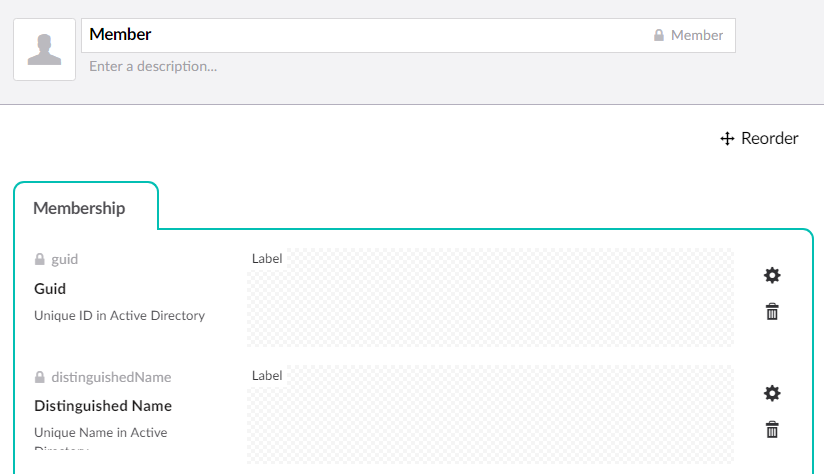 Member
Member
Enter a description...
Reorder
Membership
guid
Label
Guid
Unique ID in Active Directory
distinguishedName
Label
Distinguished Name
Unique Name in Active
Directory